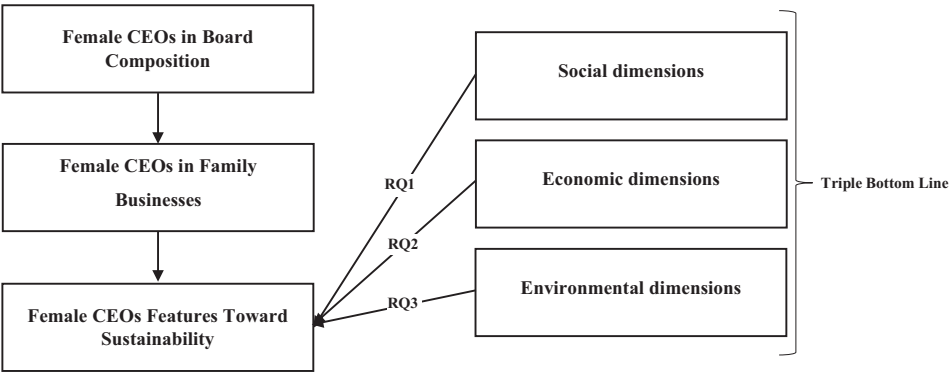 Female CEOs in Board
Composition
Female CEOs in Family
Businesses
Female CEOs Features Toward
Sustainability
Social dimensions
Economic dimensions
Environmental dimensions
RQ1
RQ2
RQ3
Triple Bottom Line